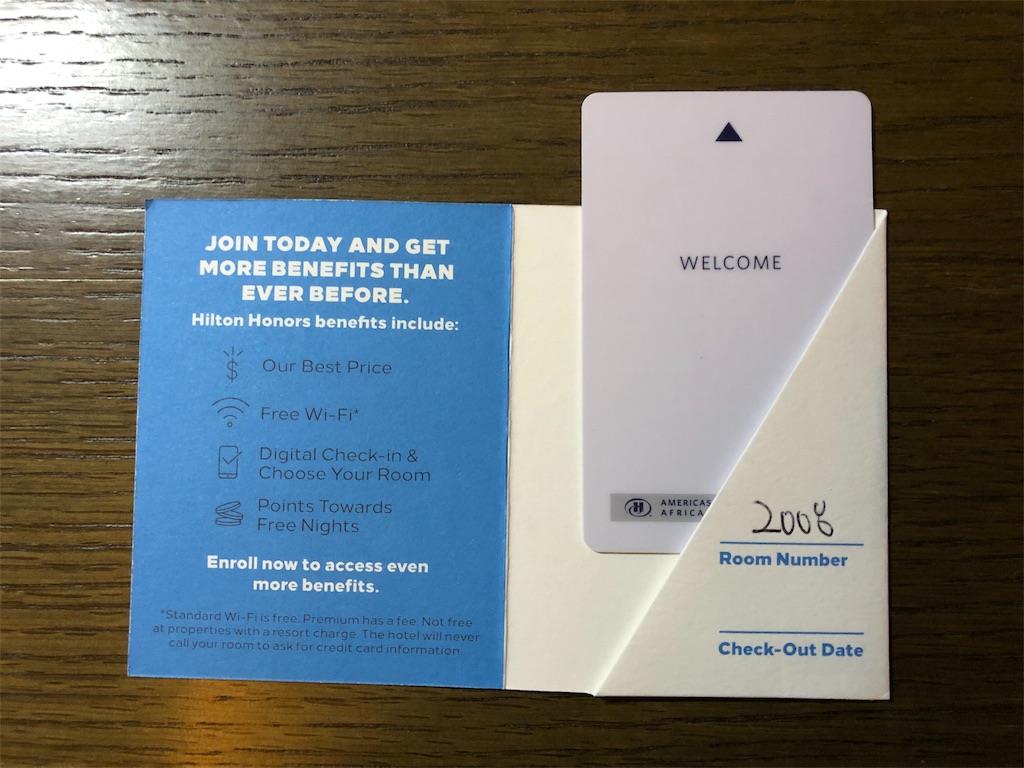 JOIN TODAY AND GET
MORE BENEFITS THAN
EVER BEFORE.
Hilton Honors benefits include:
Our Best Price
Free Wi-Fi*
Digital Check-in &
Choose Your Room
Points Towards
Free Nights
Enroll now to access even
more benefits.
*Standard Wi-Fi is free. Premium has a fee. Not free
at properties with a resort charge. The hotel will never
call your room to ask for credit card information.
WELCOME
AMERICAS
AFRICA
2008
Room Number
Check-Out Date